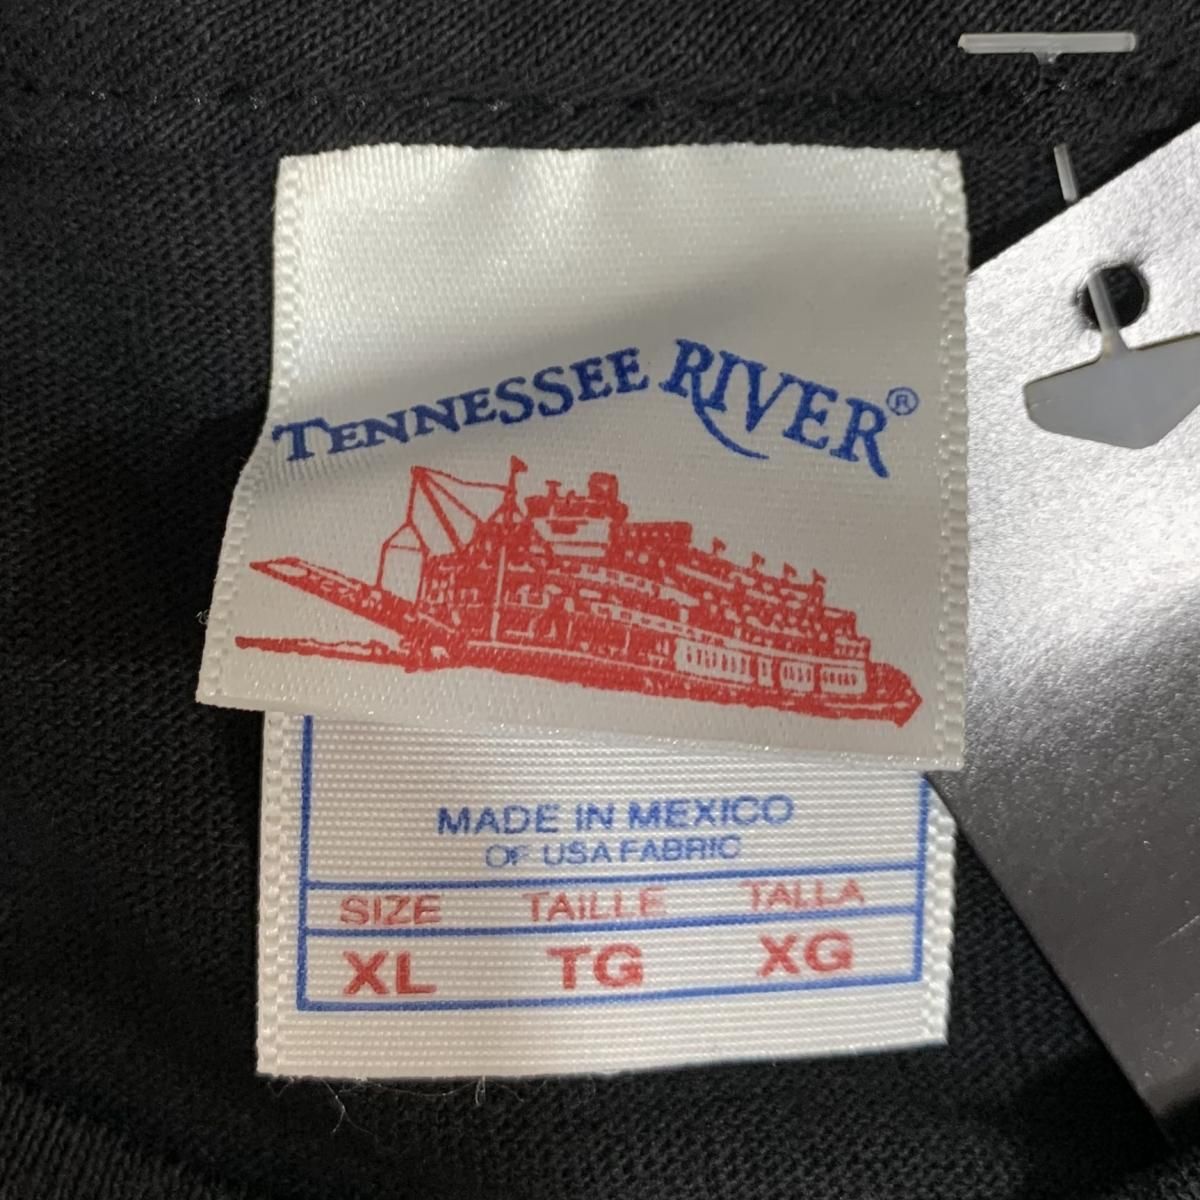 TENNESSEE RIVER®
MADE IN MEXICO
OF USA FABRIC
SIZE TAILLE TALLA
XL TG XG